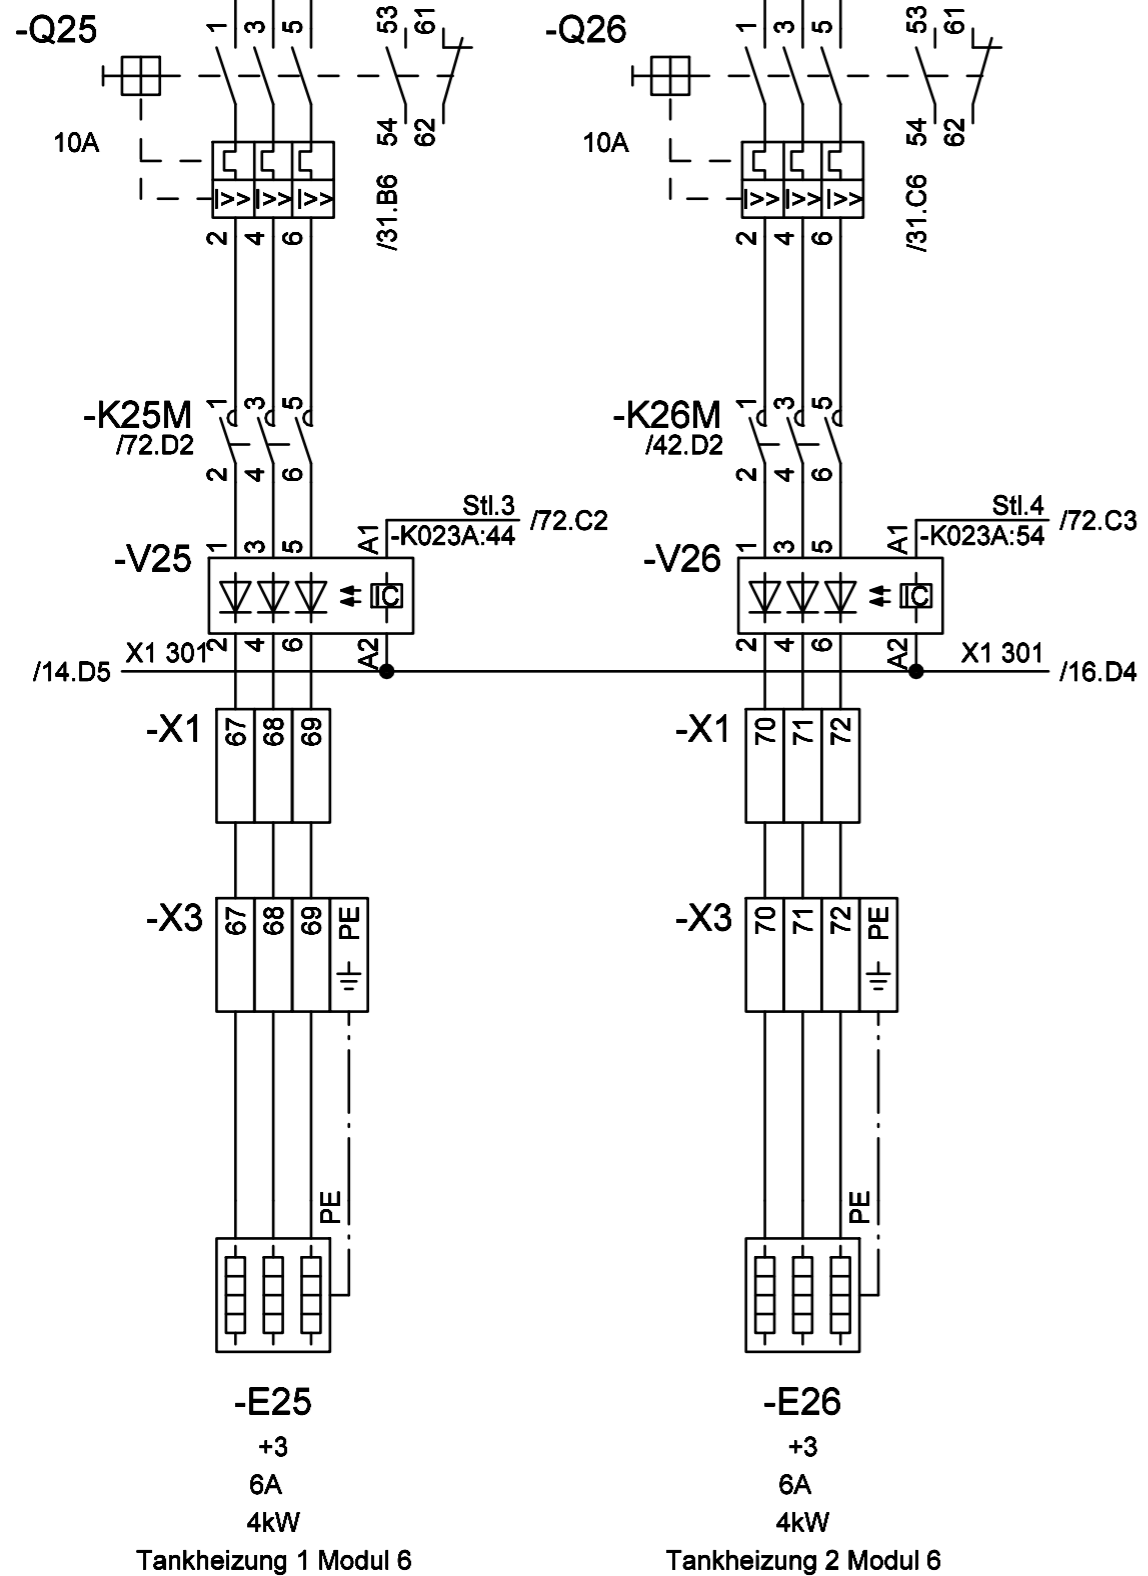 -Q25
1 3 5
53 61
10A
54 62
/31.B6
I>> I>> I>>
2 4 6
-K25M
/72.D2
1 3 5
2 4 6
Stl.3
/72.C2
-K023A:44
A1
-V25
1 3 5
IC
2 4 6
A2
X1 301
/14.D5
-X1
67 68 69
-X3
67 68 69 PE
PE
-E25
+3
6A
4kW
Tankheizung 1 Modul 6
-Q26
1 3 5
53 61
10A
54 62
/31.C6
I>> I>> I>>
2 4 6
-K26M
/42.D2
1 3 5
2 4 6
Stl.4
/72.C3
-K023A:54
A1
-V26
1 3 5
IC
2 4 6
A2
X1 301
/16.D4
-X1
70 71 72
-X3
70 71 72 PE
PE
-E26
+3
6A
4kW
Tankheizung 2 Modul 6